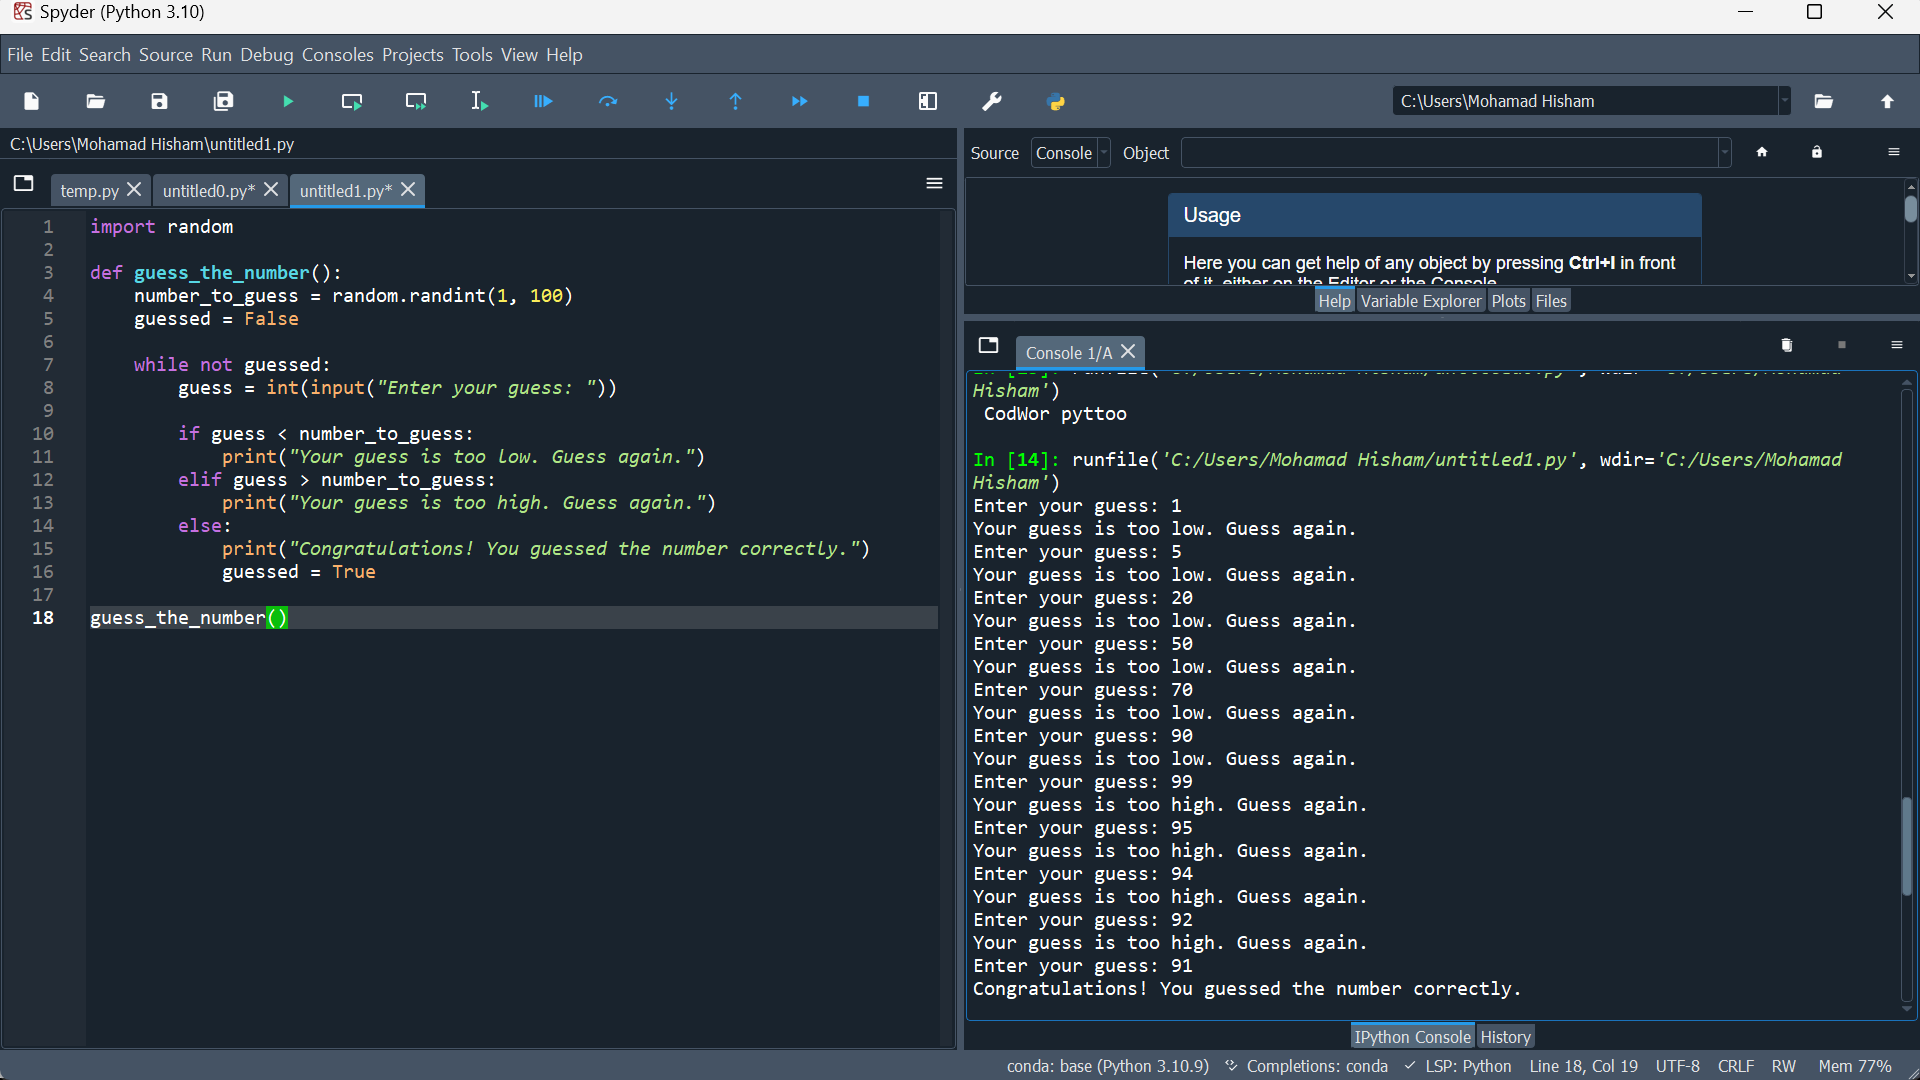 Spyder (Python 3.10)
File Edit Search Source Run Debug Consoles Projects Tools View Help
C:\Users\Mohamad Hisham
C:\Users\Mohamad Hisham\untitled1.py
temp.py untitled0.py* untitled1.py*
1 import random
2
3 def guess_the_number():
4     number_to_guess = random.randint(1, 100)
5     guessed = False
6
7     while not guessed:
8         guess = int(input("Enter your guess: "))
9
10         if guess < number_to_guess:
11             print("Your guess is too low. Guess again.")
12         elif guess > number_to_guess:
13             print("Your guess is too high. Guess again.")
14         else:
15             print("Congratulations! You guessed the number correctly.")
16             guessed = True
17
18 guess_the_number()
Source Console Object
Usage
Here you can get help of any object by pressing Ctrl+I in front
of it, either on the Editor or the Console.
Help Variable Explorer Plots Files
Console 1/A
Hisham')
CodWor pyttoo
In [14]: runfile('C:/Users/Mohamad Hisham/untitled1.py', wdir='C:/Users/Mohamad
Hisham')
Enter your guess: 1
Your guess is too low. Guess again.
Enter your guess: 5
Your guess is too low. Guess again.
Enter your guess: 20
Your guess is too low. Guess again.
Enter your guess: 50
Your guess is too low. Guess again.
Enter your guess: 70
Your guess is too low. Guess again.
Enter your guess: 90
Your guess is too low. Guess again.
Enter your guess: 99
Your guess is too high. Guess again.
Enter your guess: 95
Your guess is too high. Guess again.
Enter your guess: 94
Your guess is too high. Guess again.
Enter your guess: 92
Your guess is too high. Guess again.
Enter your guess: 91
Congratulations! You guessed the number correctly.
IPython Console History
conda: base (Python 3.10.9) Completions: conda LSP: Python Line 18, Col 19 UTF-8 CRLF RW Mem 77%